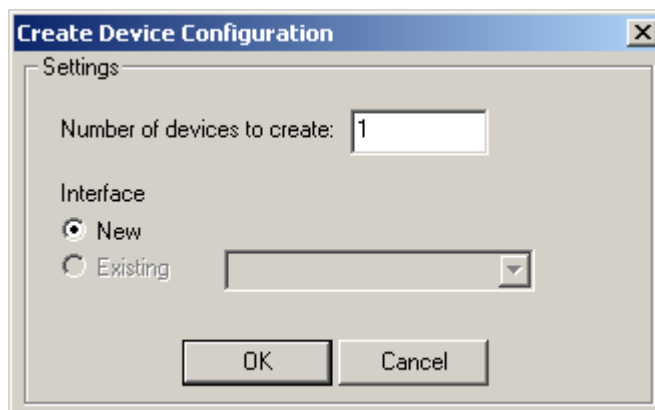 Create Device Configuration
Settings
Number of devices to create: 1
Interface
New
Existing
OK Cancel